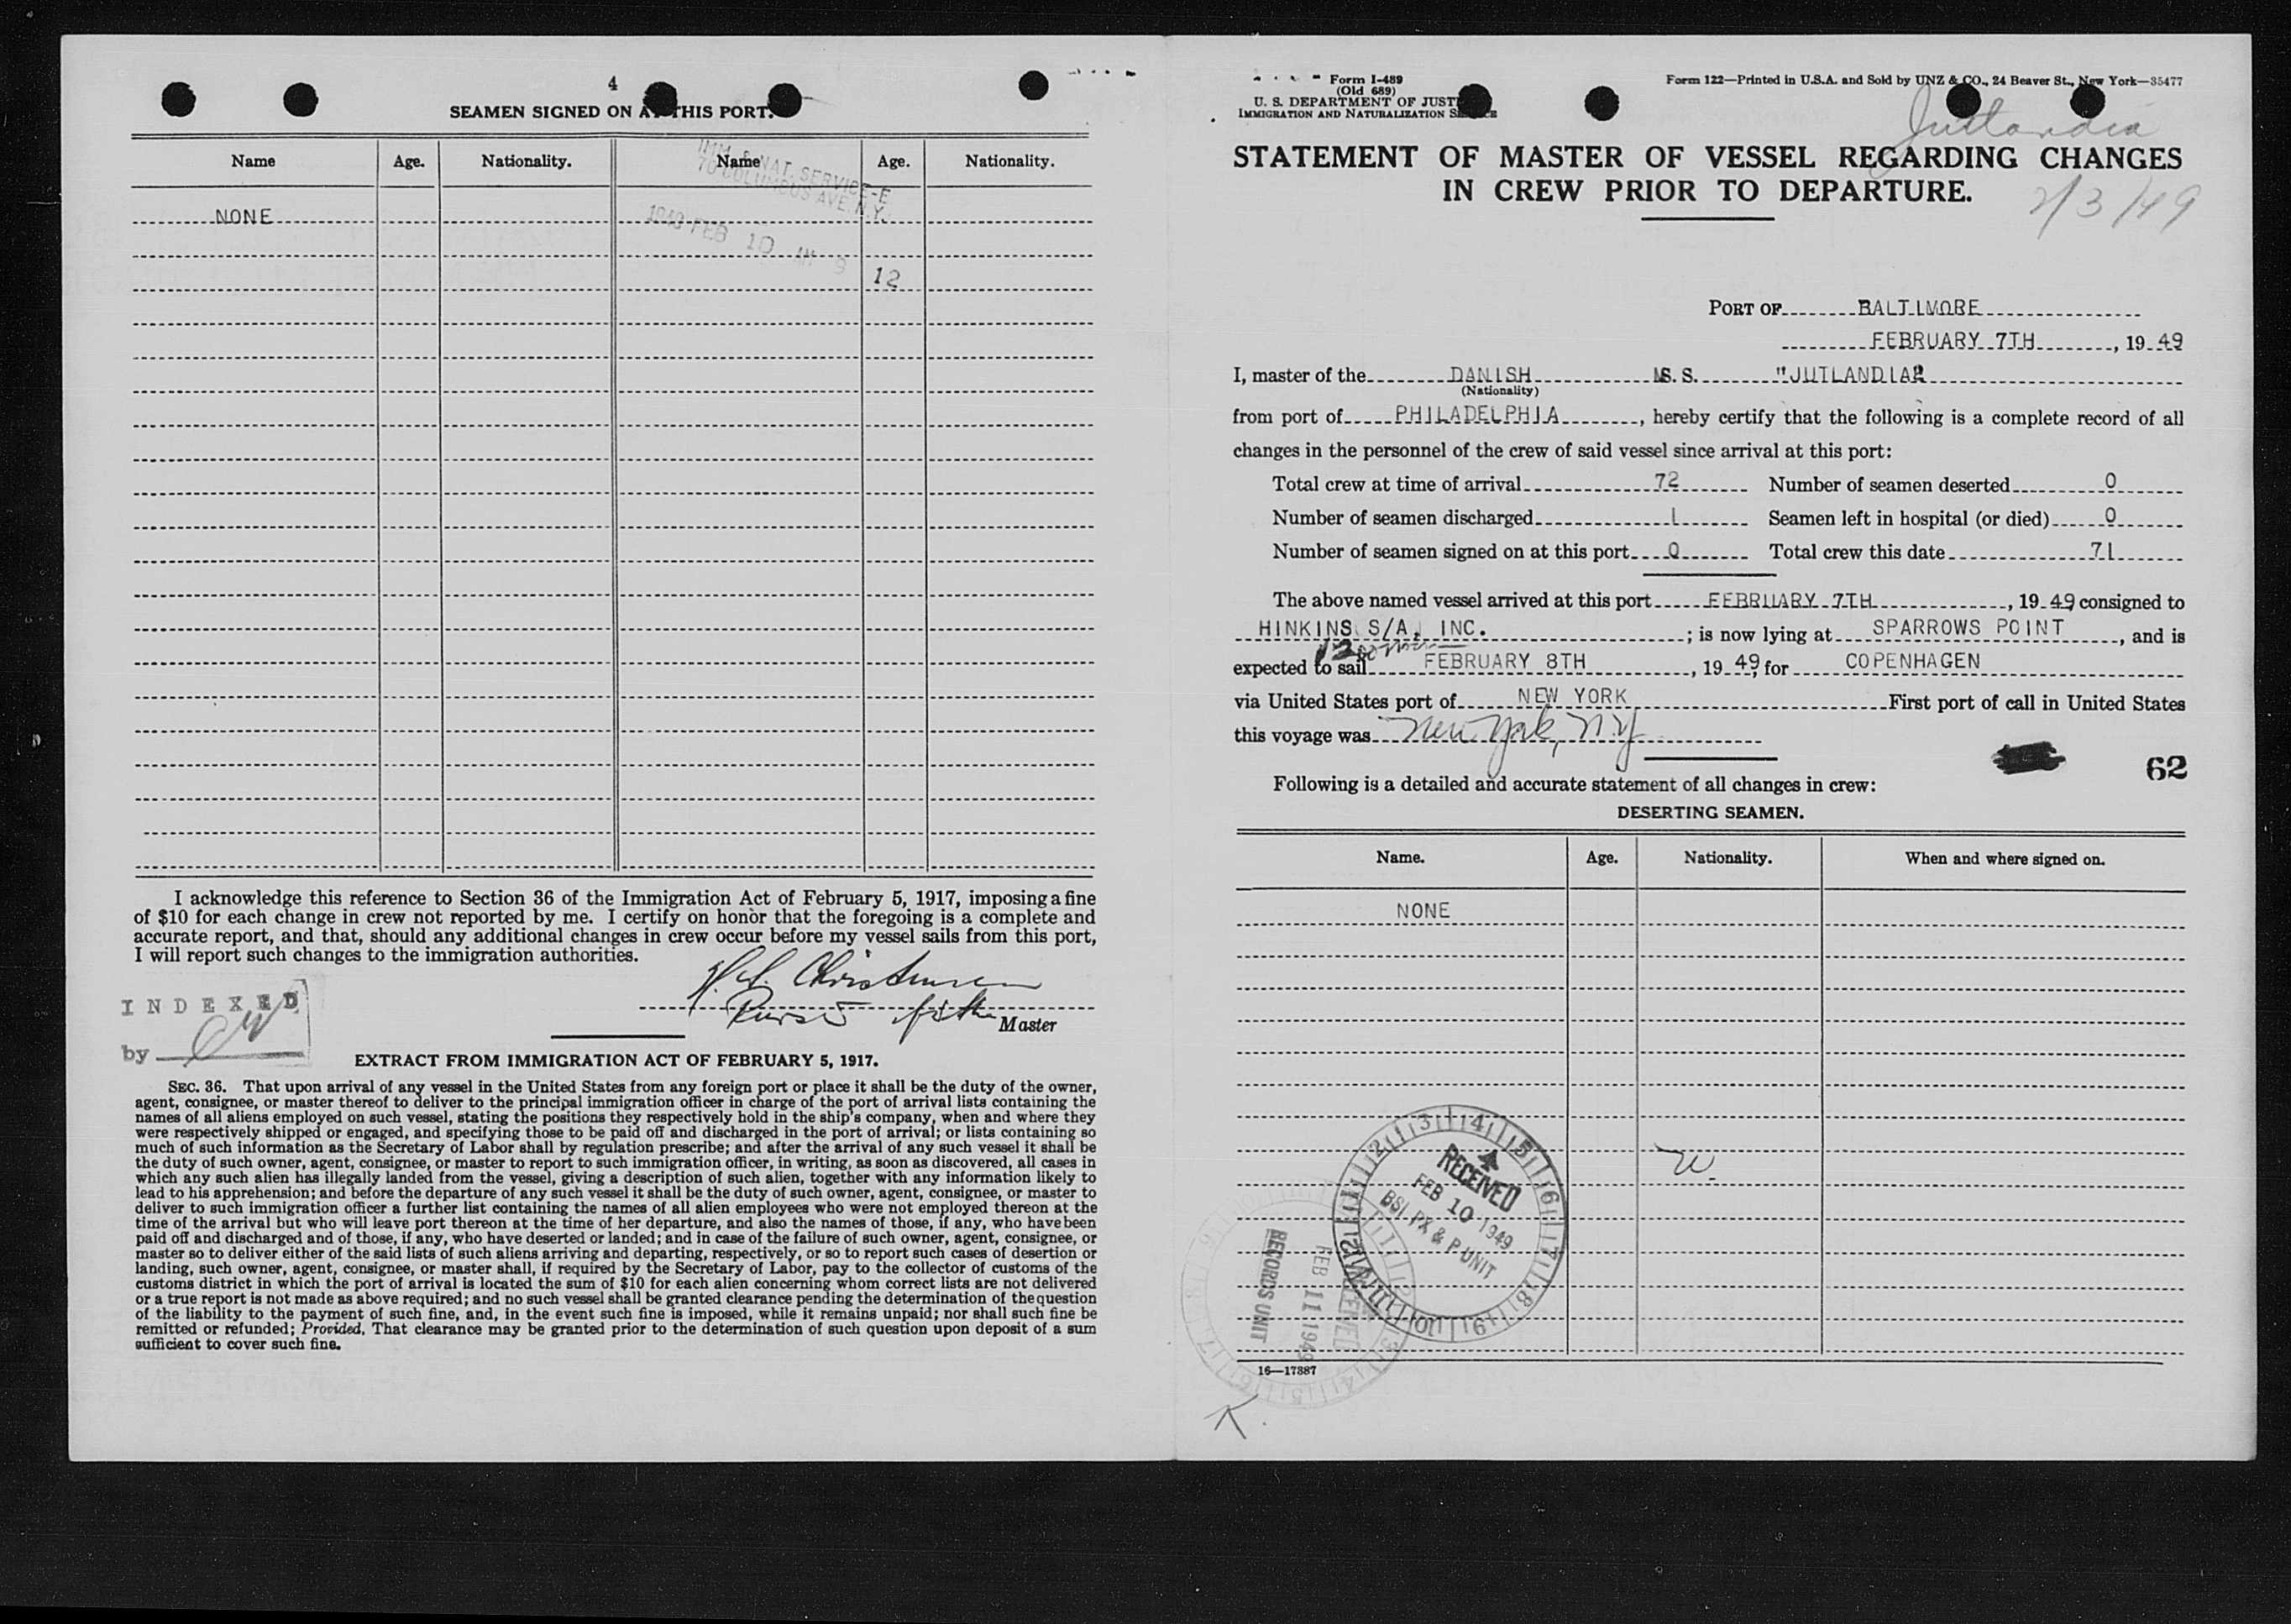 4
SEAMEN SIGNED ON AT THIS PORT.
Name Age. Nationality. Name Age. Nationality.
IMM. & NAT. SERVICE-E
70 COLUMBUS AVE. N.Y.
NONE
FEB 10 AM 9
12
I acknowledge this reference to Section 36 of the Immigration Act of February 5, 1917, imposing a fine
of $10 for each change in crew not reported by me. I certify on honor that the foregoing is a complete and
accurate report, and that, should any additional changes in crew occur before my vessel sails from this port,
I will report such changes to the immigration authorities.
Christensen
Purser for the Master
INDEXED
by
EXTRACT FROM IMMIGRATION ACT OF FEBRUARY 5, 1917.
SEC. 36. That upon arrival of any vessel in the United States from any foreign port or place it shall be the duty of the owner,
agent, consignee, or master thereof to deliver to the principal immigration officer in charge of the port of arrival lists containing the
names of all aliens employed on such vessel, stating the positions they respectively hold in the ship's company, when and where they
were respectively shipped or engaged, and specifying those to be paid off and discharged in the port of arrival; or lists containing so
much of such information as the Secretary of Labor shall by regulation prescribe; and after the arrival of any such vessel it shall be
the duty of such owner, agent, consignee, or master to report to such immigration officer, in writing, as soon as discovered, all cases in
which any such alien has illegally landed from the vessel, giving a description of such alien, together with any information likely to
lead to his apprehension; and before the departure of any such vessel it shall be the duty of such owner, agent, consignee, or master to
deliver to such immigration officer a further list containing the names of all alien employees who were not employed thereon at the
time of the arrival but who will leave port thereon at the time of her departure, and also the names of those, if any, who have been
paid off and discharged and of those, if any, who have deserted or landed; and in case of the failure of such owner, agent, consignee, or
master so to deliver either of the said lists of such aliens arriving and departing, respectively, or so to report such cases of desertion or
landing, such owner, agent, consignee, or master shall, if required by the Secretary of Labor, pay to the collector of customs of the
customs district in which the port of arrival is located the sum of $10 for each alien concerning whom correct lists are not delivered
or a true report is not made as above required; and no such vessel shall be granted clearance pending the determination of the question
of the liability to the payment of such fine, and, in the event such fine is imposed, while it remains unpaid; nor shall such fine be
remitted or refunded; Provided, That clearance may be granted prior to the determination of such question upon deposit of a sum
sufficient to cover such fine.
Form I-489
(Old 689)
U. S. DEPARTMENT OF JUSTICE
IMMIGRATION AND NATURALIZATION SERVICE
Form 122—Printed in U.S.A. and Sold by UNZ & CO., 24 Beaver St., New York—35477
Jutlandia
STATEMENT OF MASTER OF VESSEL REGARDING CHANGES
IN CREW PRIOR TO DEPARTURE.
2/3/49
PORT OF BALTIMORE
FEBRUARY 7TH, 19 49
I, master of the DANISH M.S. S. "JUTLANDIA"
(Nationality)
from port of PHILADELPHIA, hereby certify that the following is a complete record of all
changes in the personnel of the crew of said vessel since arrival at this port:
Total crew at time of arrival 72 Number of seamen deserted 0
Number of seamen discharged 1 Seamen left in hospital (or died) 0
Number of seamen signed on at this port 0 Total crew this date 71
The above named vessel arrived at this port FEBRUARY 7TH, 19 49 consigned to
HINKINS S/A, INC.; is now lying at SPARROWS POINT, and is
expected to sail FEBRUARY 8TH, 19 49, for COPENHAGEN
via United States port of NEW YORK First port of call in United States
this voyage was New York, N.Y
62
Following is a detailed and accurate statement of all changes in crew:
DESERTING SEAMEN.
Name. Age. Nationality. When and where signed on.
NONE
RECEIVED
FEB 10 1949
BSI PX & P UNIT
RECEIVED
FEB 11 1949
RECORDS UNIT
16—17887
K.